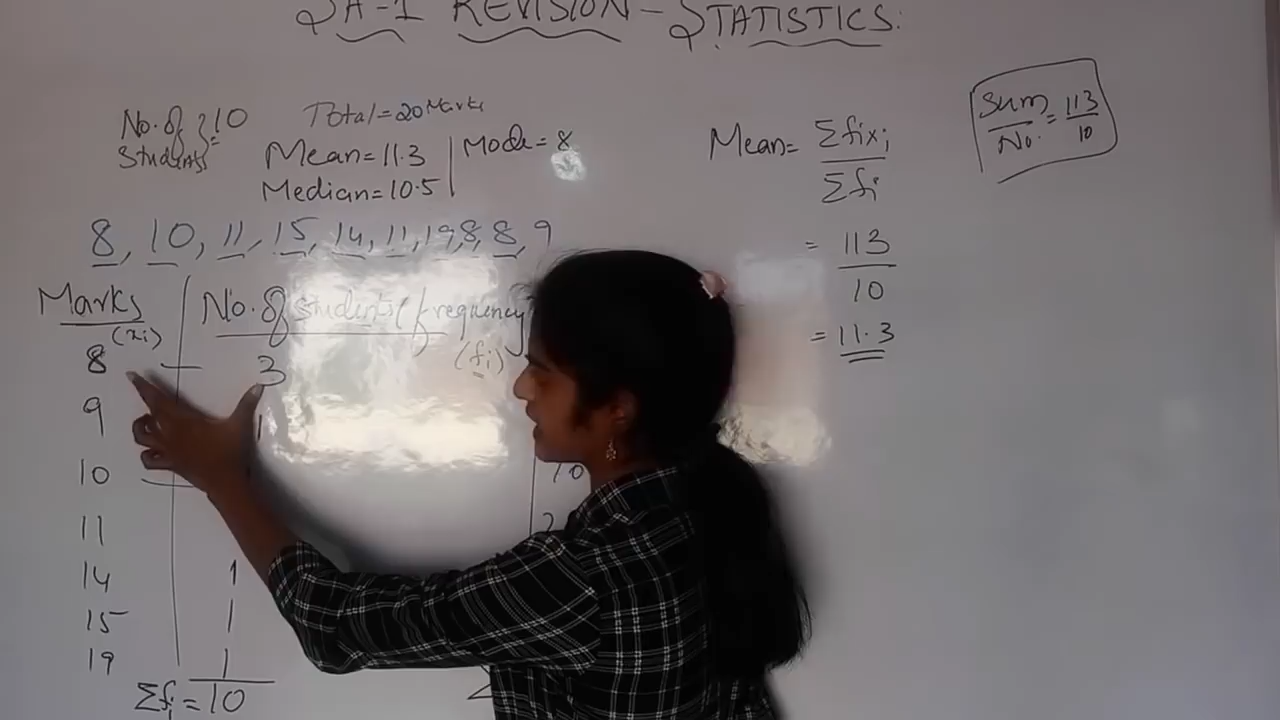 SA-1 REVISION - STATISTICS:
No. of Students } = 10
Total = 20 Marks
Mean = 11.3
Median = 10.5
Mode = 8
8, 10, 11, 15, 14, 11, 19, 8, 8, 9
Marks (xi)
No. of students (frequency) (fi)
8 3
9 1
10
11
14 1
15 1
19 1
Σfi = 10
10
2
Mean = Σfixi / Σfi
= 113 / 10
= 11.3
Sum / No. = 113 / 10